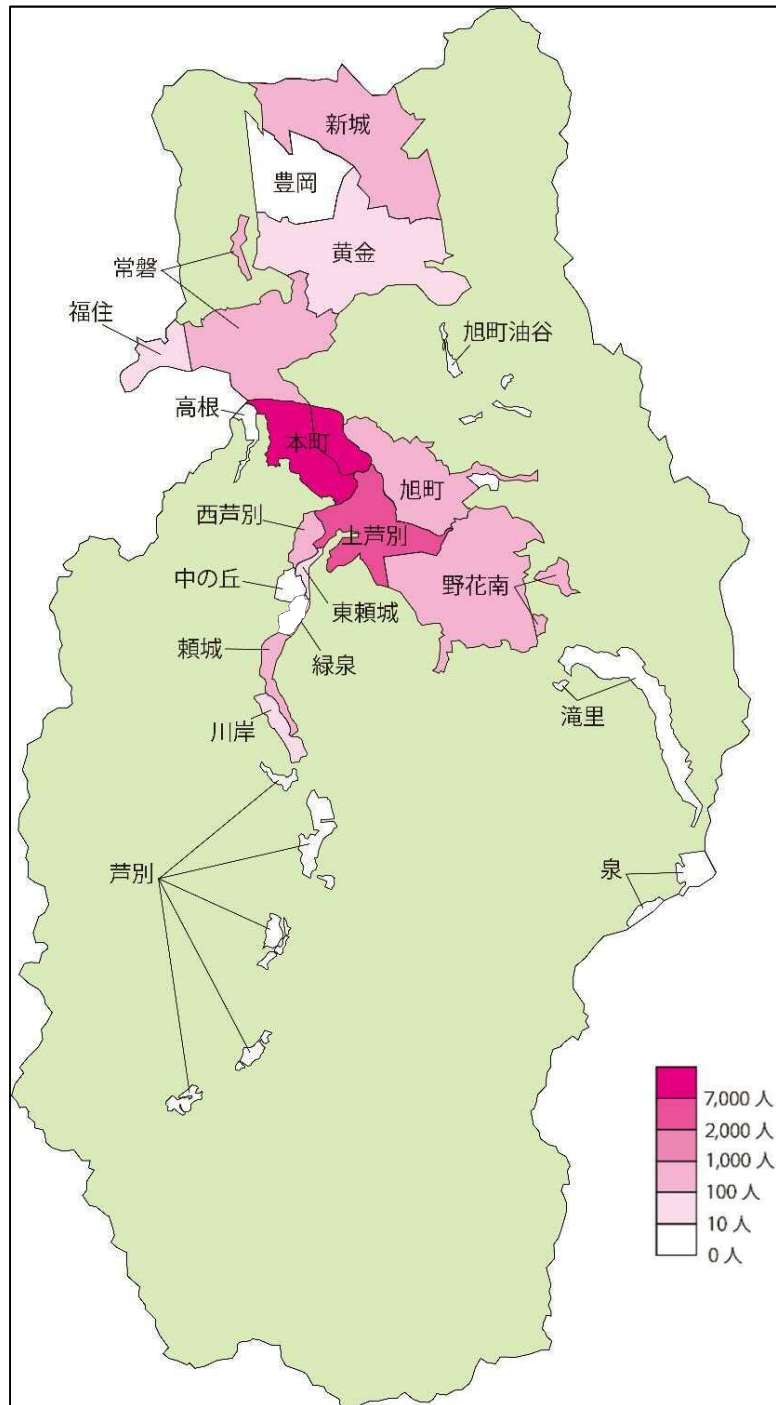 新城
豊岡
黄金
常磐
福住
旭町油谷
高根
本町
旭町
西芦別
上芦別
中の丘
東頼城
野花南
頼城
緑泉
滝里
川岸
芦別
泉
7,000 人
2,000 人
1,000 人
100 人
10 人
0 人